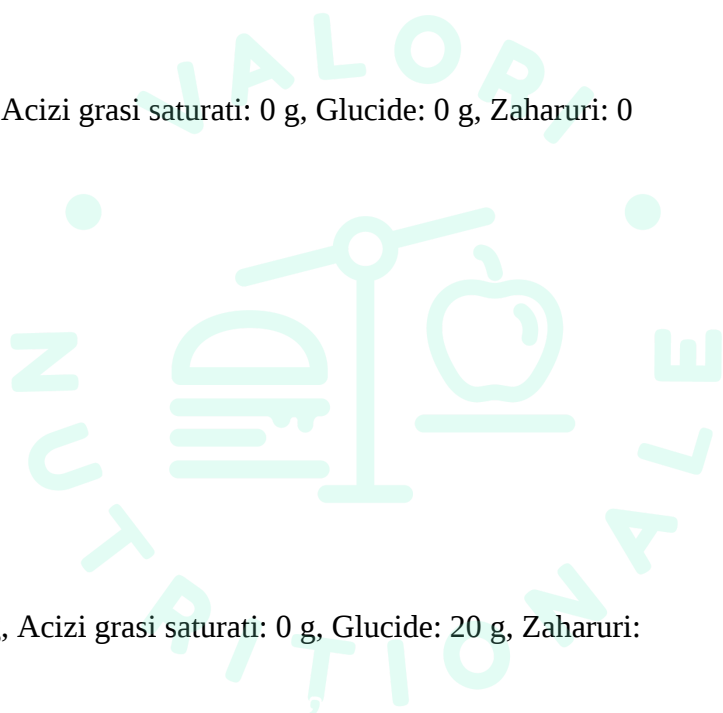 VALORI
Acizi grasi saturati: 0 g, Glucide: 0 g, Zaharuri: 0
NUTRITIONALE
, Acizi grasi saturati: 0 g, Glucide: 20 g, Zaharuri: